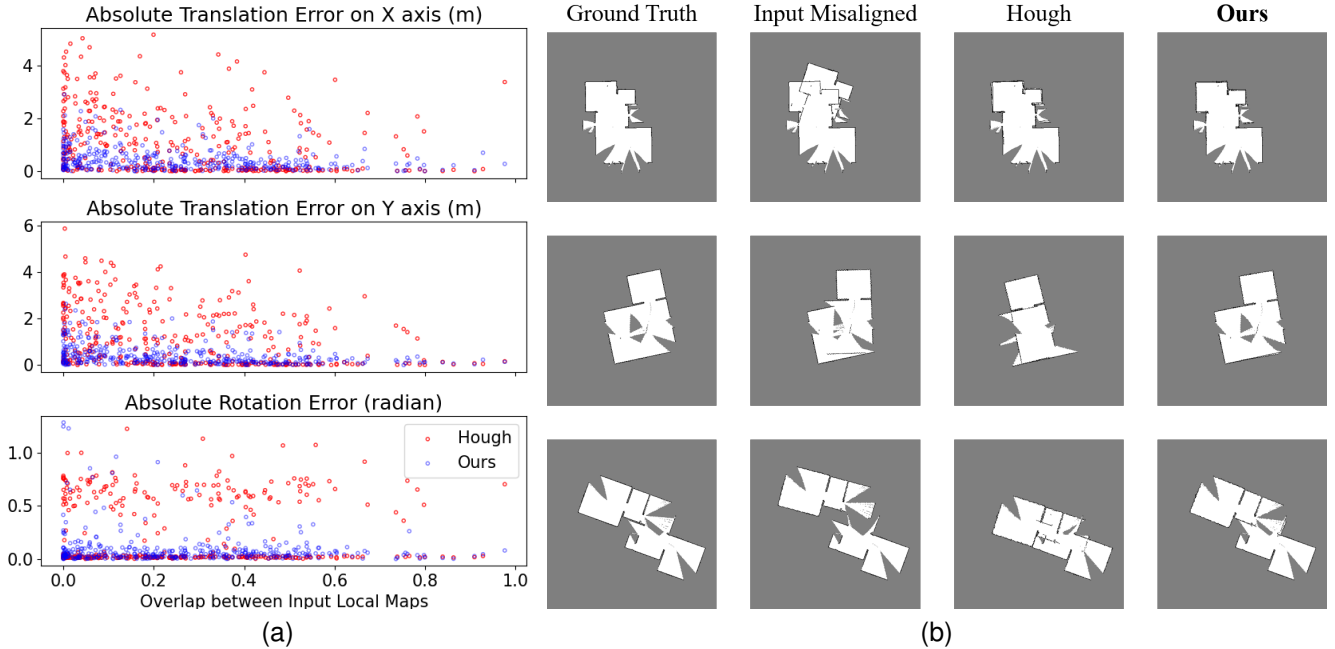 Absolute Translation Error on X axis (m)
4
2
0
Absolute Translation Error on Y axis (m)
6
4
2
0
Absolute Rotation Error (radian)
1.0
0.5
0.0
Hough
Ours
0.0 0.2 0.4 0.6 0.8 1.0
Overlap between Input Local Maps
(a)
Ground Truth Input Misaligned Hough Ours
(b)